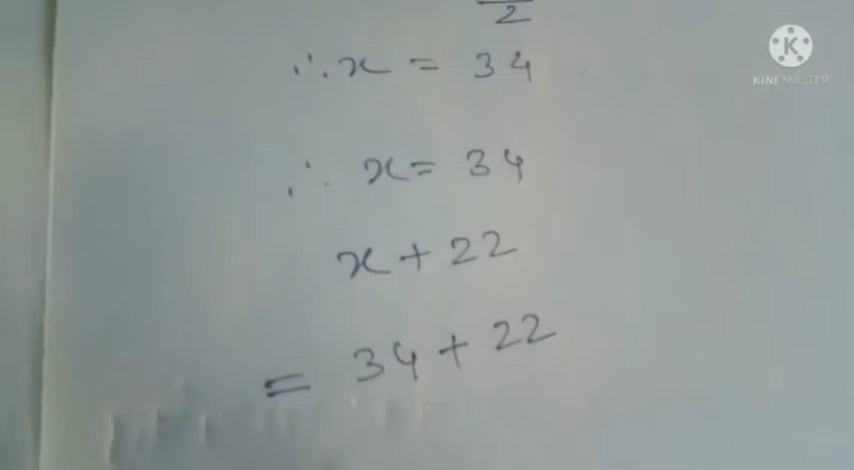 2
∴ x = 34
∴ x = 34
x + 22
= 34 + 22
KINEMASTER